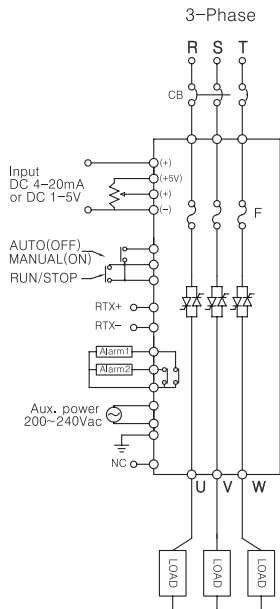 3-Phase
R S T
CB
Input
DC 4-20mA
or DC 1-5V
(+)
(+5V)
(+)
(-)
F
AUTO(OFF)
MANUAL(ON)
RUN/STOP
RTX+
RTX-
Alarm1
Alarm2
Aux. power
200~240Vac
NC
U V W
LOAD LOAD LOAD